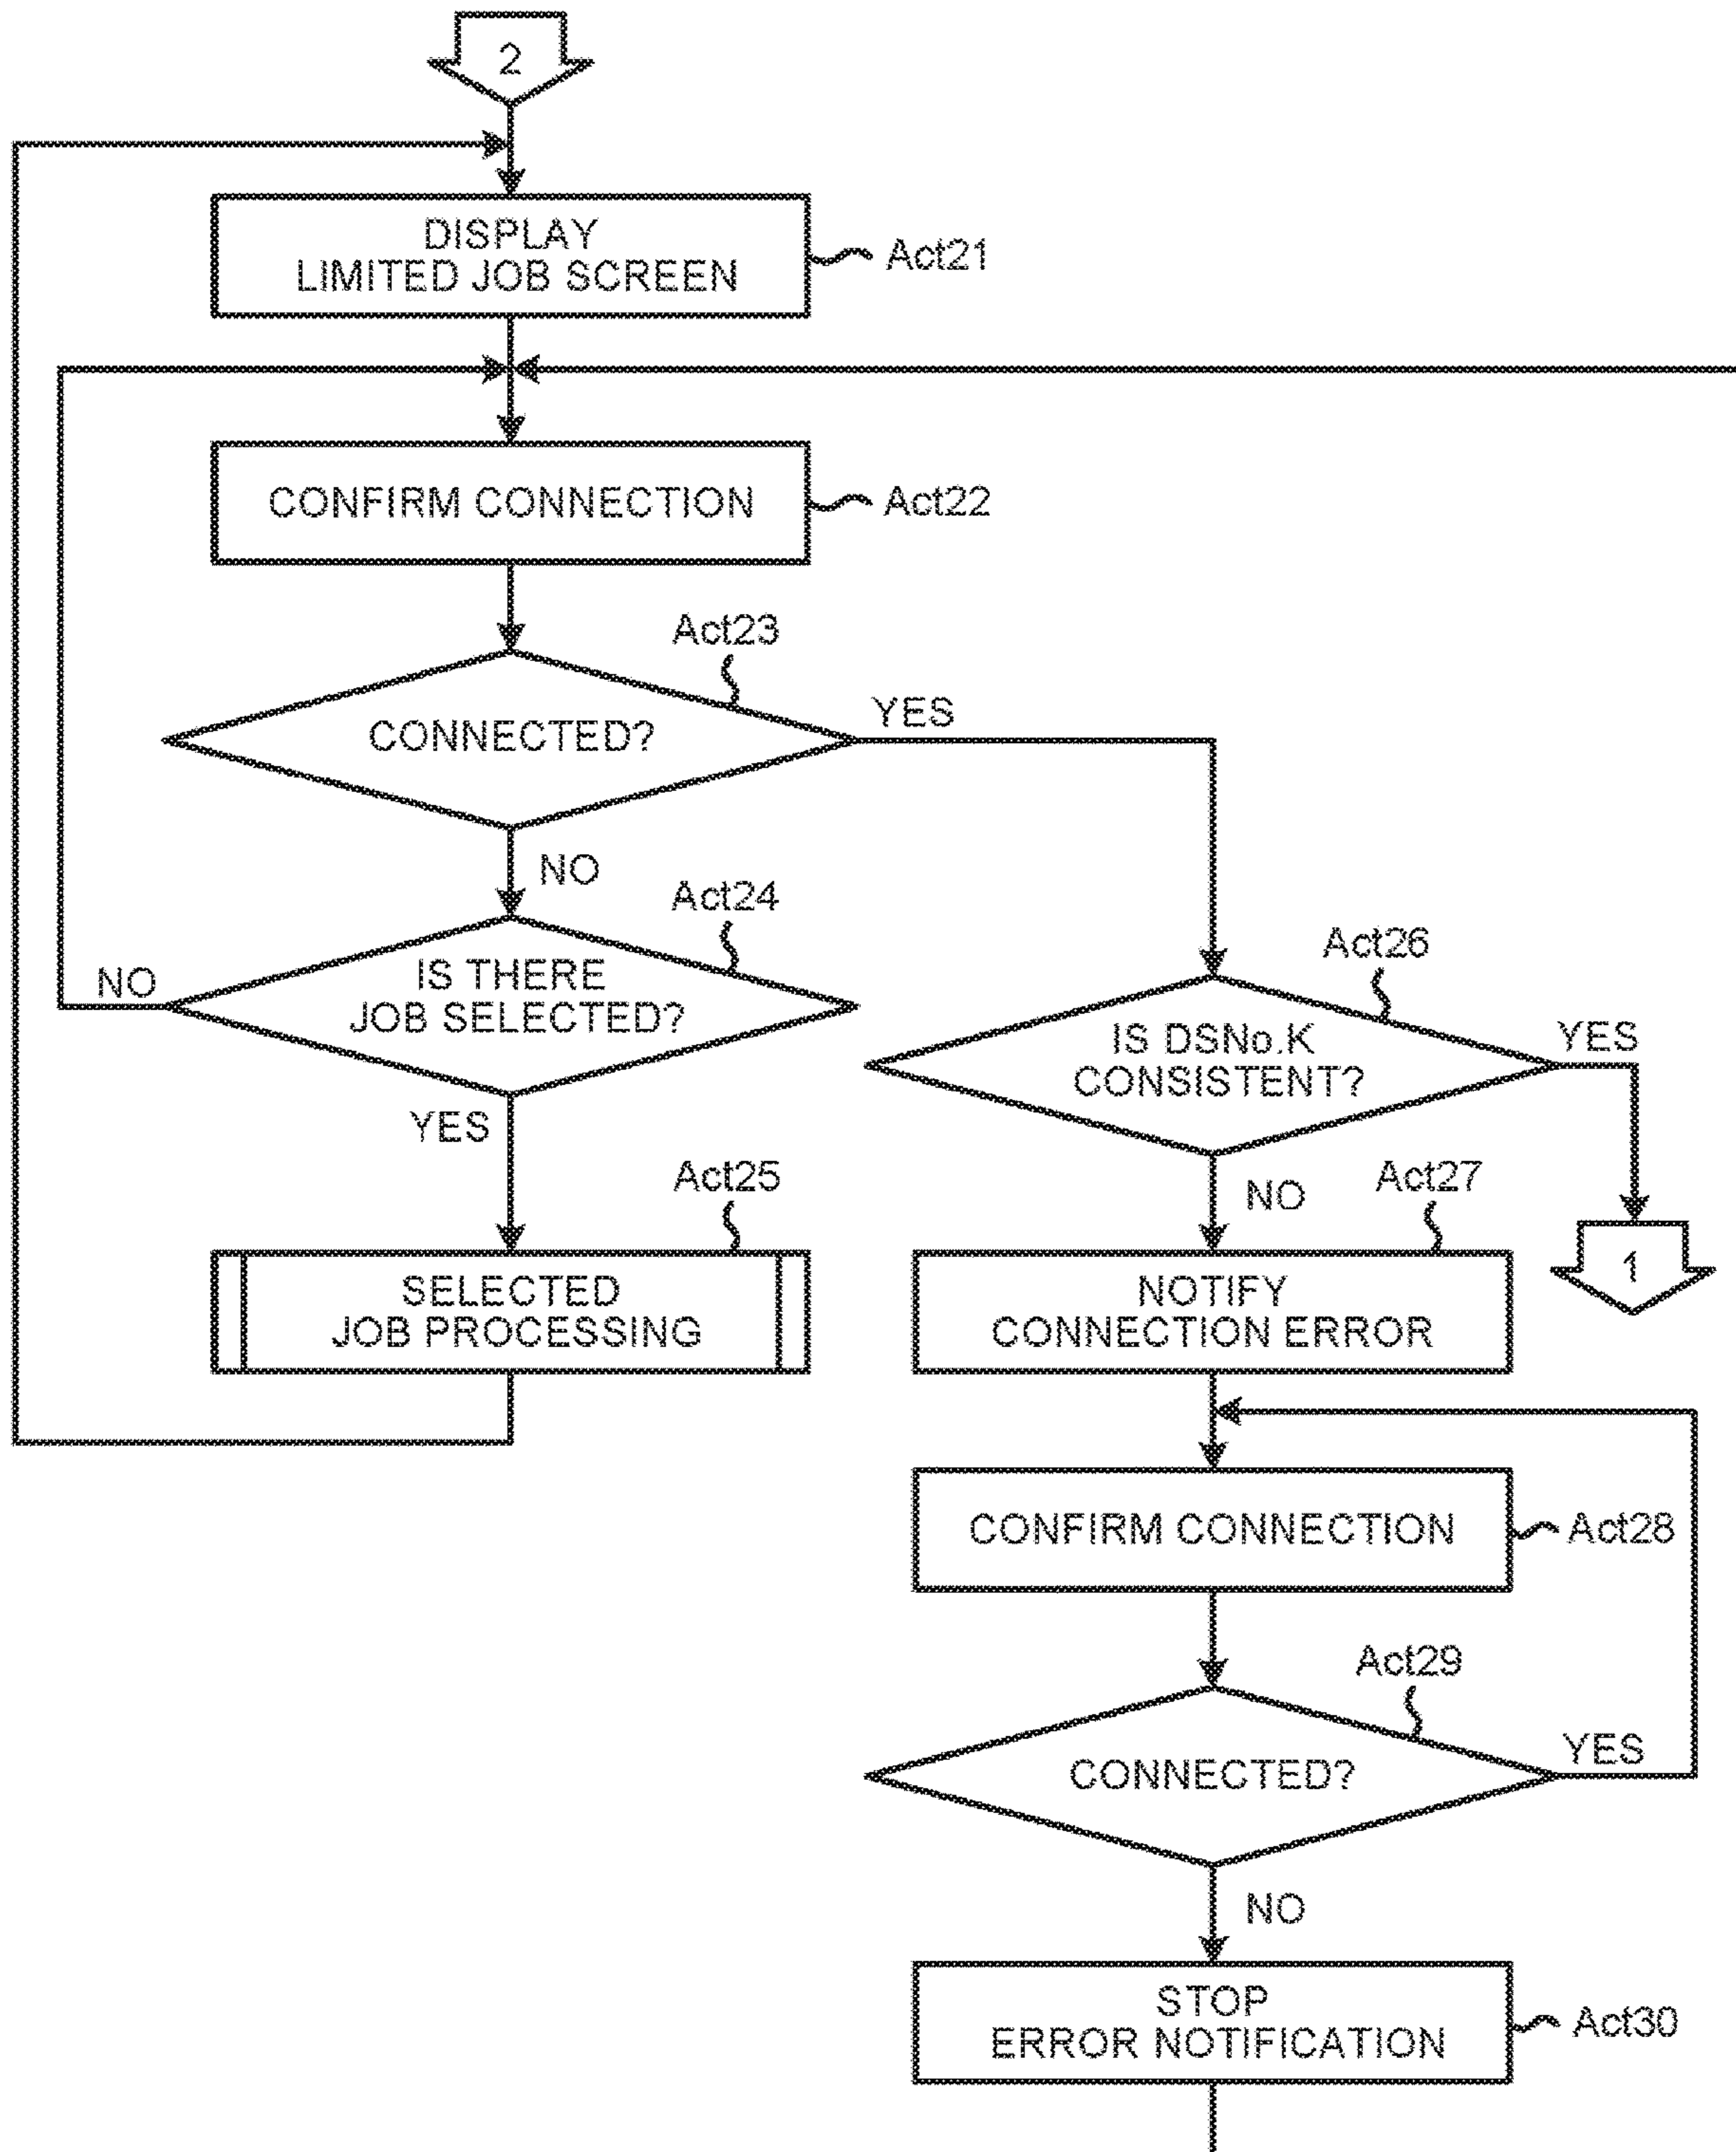 2
DISPLAY
LIMITED JOB SCREEN
Act21
CONFIRM CONNECTION
Act22
Act23
CONNECTED?
YES
NO
Act24
IS THERE
JOB SELECTED?
NO
YES
Act25
SELECTED
JOB PROCESSING
Act26
IS DSNo.K
CONSISTENT?
YES
1
NO
Act27
NOTIFY
CONNECTION ERROR
CONFIRM CONNECTION
Act28
Act29
CONNECTED?
YES
NO
STOP
ERROR NOTIFICATION
Act30